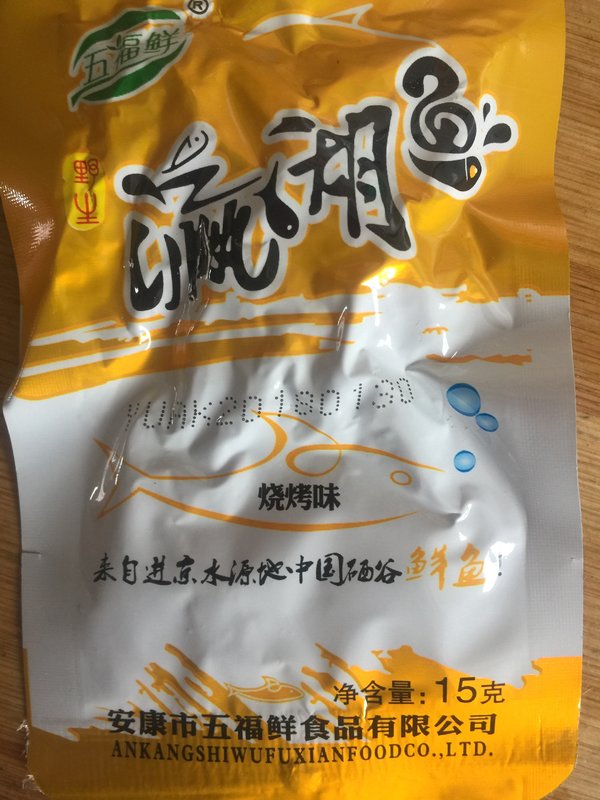 五福鲜®
野生
瀛湖鱼
YUAK20180130
烧烤味
来自进京水源地·中国硒谷鲜鱼!
净含量:15克
安康市五福鲜食品有限公司
ANKANGSHIWUFUXIANFOODCO.,LTD.